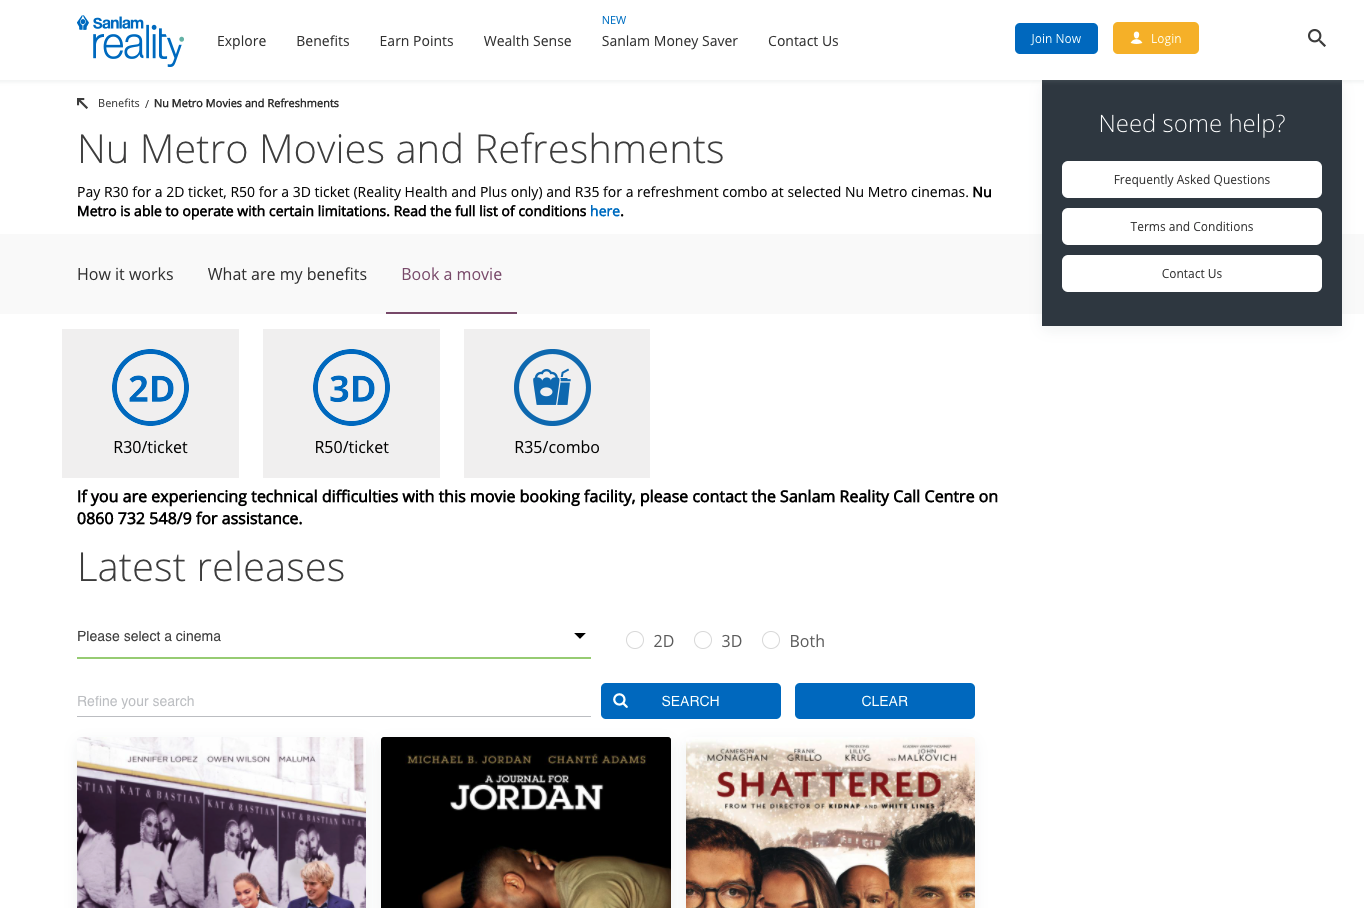 Sanlam
reality
Explore
Benefits
Earn Points
Wealth Sense
NEW
Sanlam Money Saver
Contact Us
Join Now
Login
Benefits / Nu Metro Movies and Refreshments
Nu Metro Movies and Refreshments
Pay R30 for a 2D ticket, R50 for a 3D ticket (Reality Health and Plus only) and R35 for a refreshment combo at selected Nu Metro cinemas. Nu
Metro is able to operate with certain limitations. Read the full list of conditions here.
Need some help?
Frequently Asked Questions
Terms and Conditions
Contact Us
How it works
What are my benefits
Book a movie
2D
R30/ticket
3D
R50/ticket
R35/combo
If you are experiencing technical difficulties with this movie booking facility, please contact the Sanlam Reality Call Centre on
0860 732 548/9 for assistance.
Latest releases
Please select a cinema
2D
3D
Both
Refine your search
SEARCH
CLEAR
JENNIFER LOPEZ OWEN WILSON MALUMA
KAT & BASTIAN
KAT & BASTIAN
KAT & BASTIAN
MICHAEL B. JORDAN CHANTÉ ADAMS
A JOURNAL FOR
JORDAN
CAMERON MONAGHAN
FRANK GRILLO
LILLY KRUG
JOHN MALKOVICH
SHATTERED
FROM THE DIRECTOR OF KIDNAP AND WHITE LINES